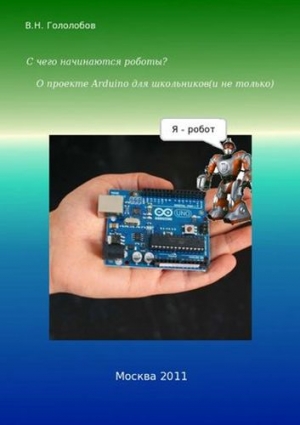 В.Н. Гололобов
С чего начинаются роботы?
О проекте Arduino для школьников(и не только)
Я - робот
ARDUINO
UNO
Москва 2011